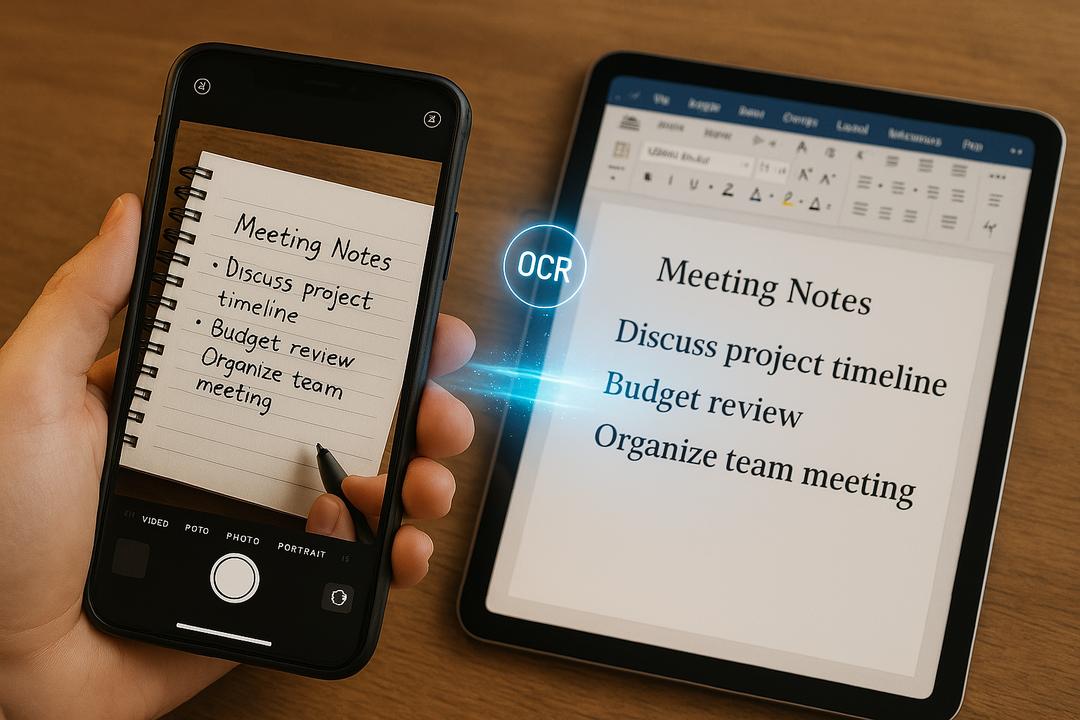 Meeting Notes
• Discuss project
timeline
• Budget review
Organize team
meeting
VIDEO POTO PHOTO PORTRAIT
OCR
Meeting Notes
Discuss project timeline
Budget review
Organize team meeting